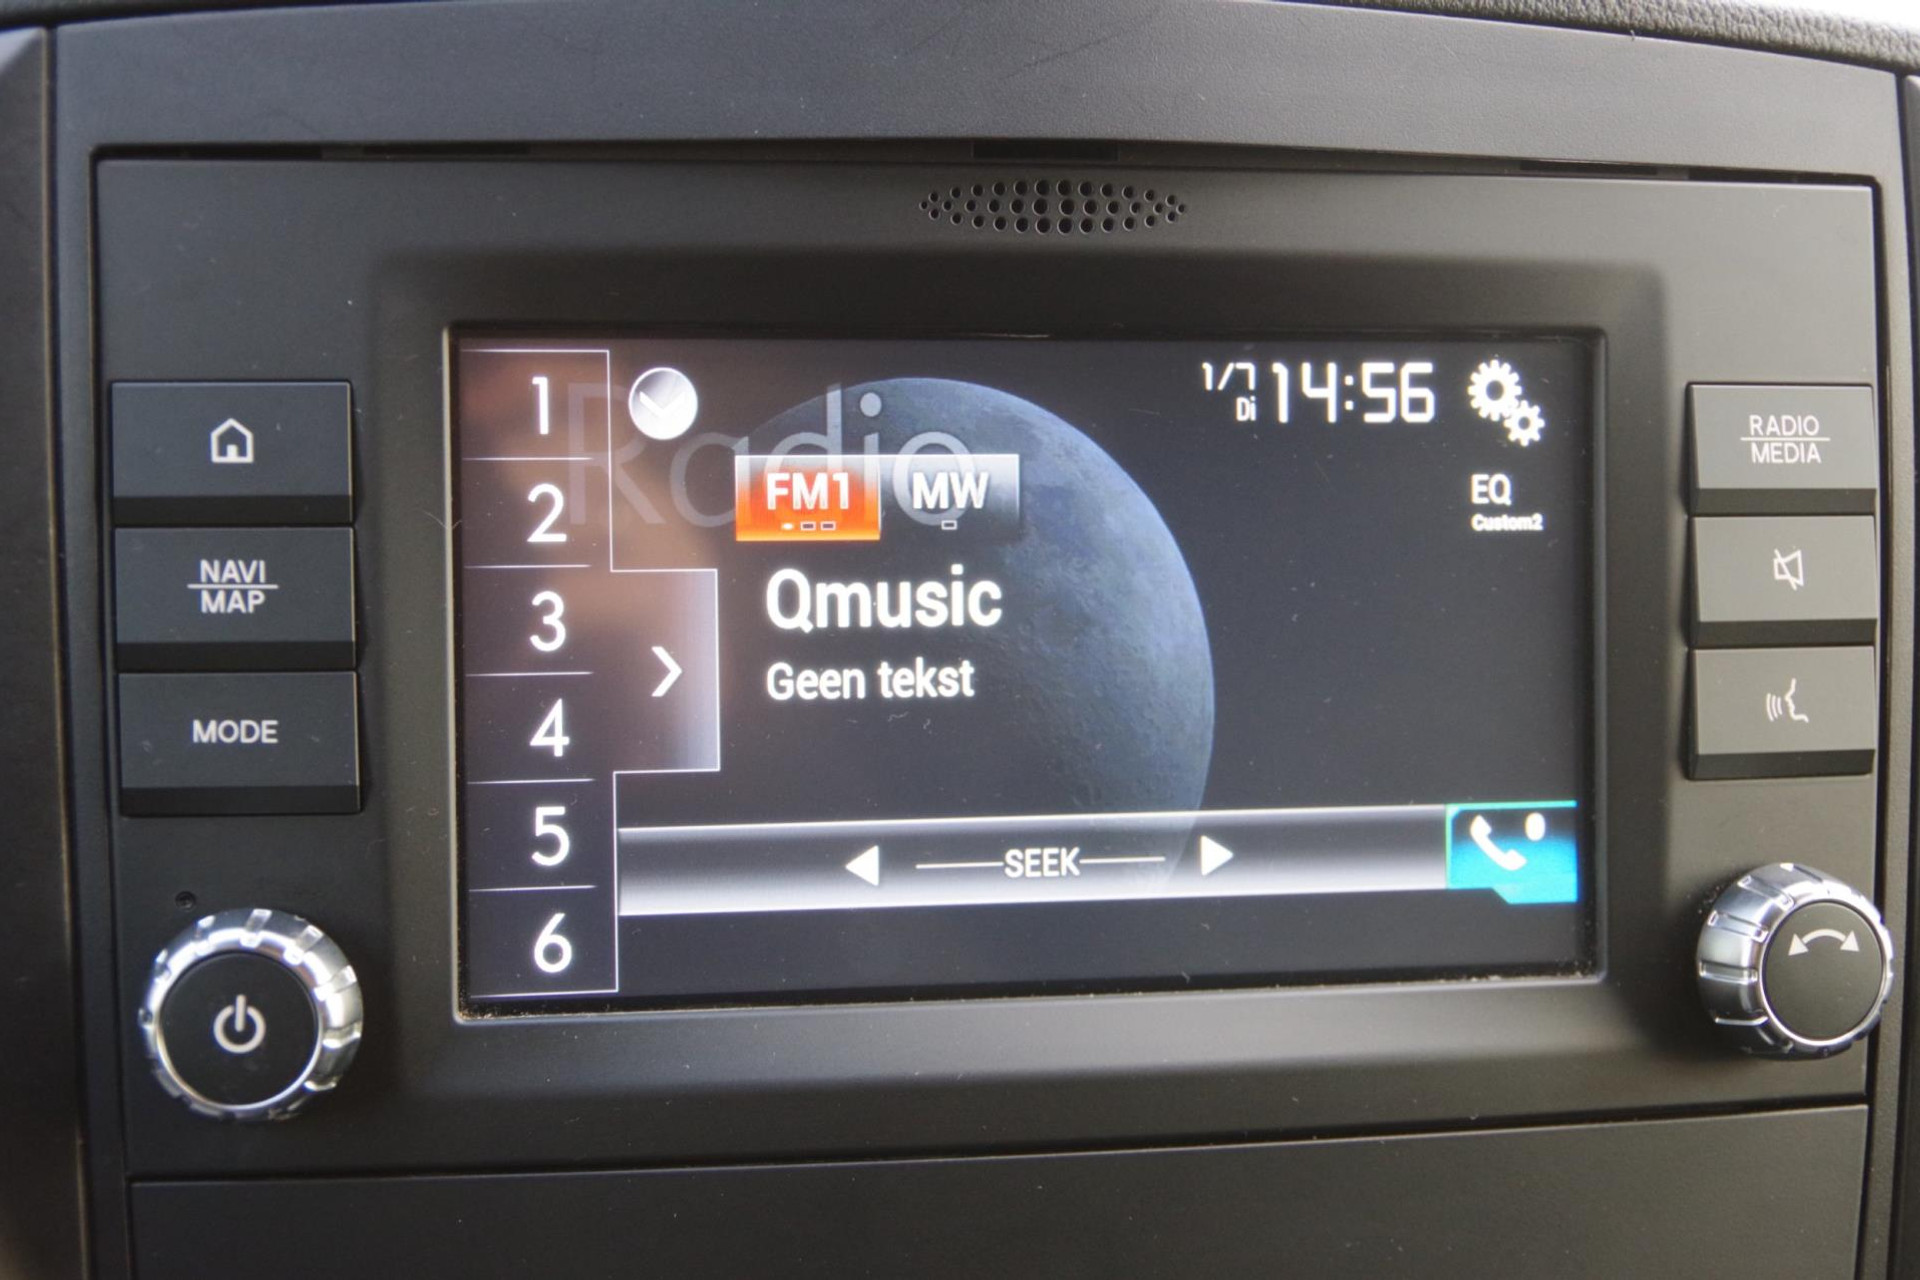 NAVI
MAP
MODE
1
2
3
4
5
6
Radio
FM1
MW
Qmusic
Geen tekst
SEEK
1/7
Di
14:56
EQ
Custom2
RADIO
MEDIA